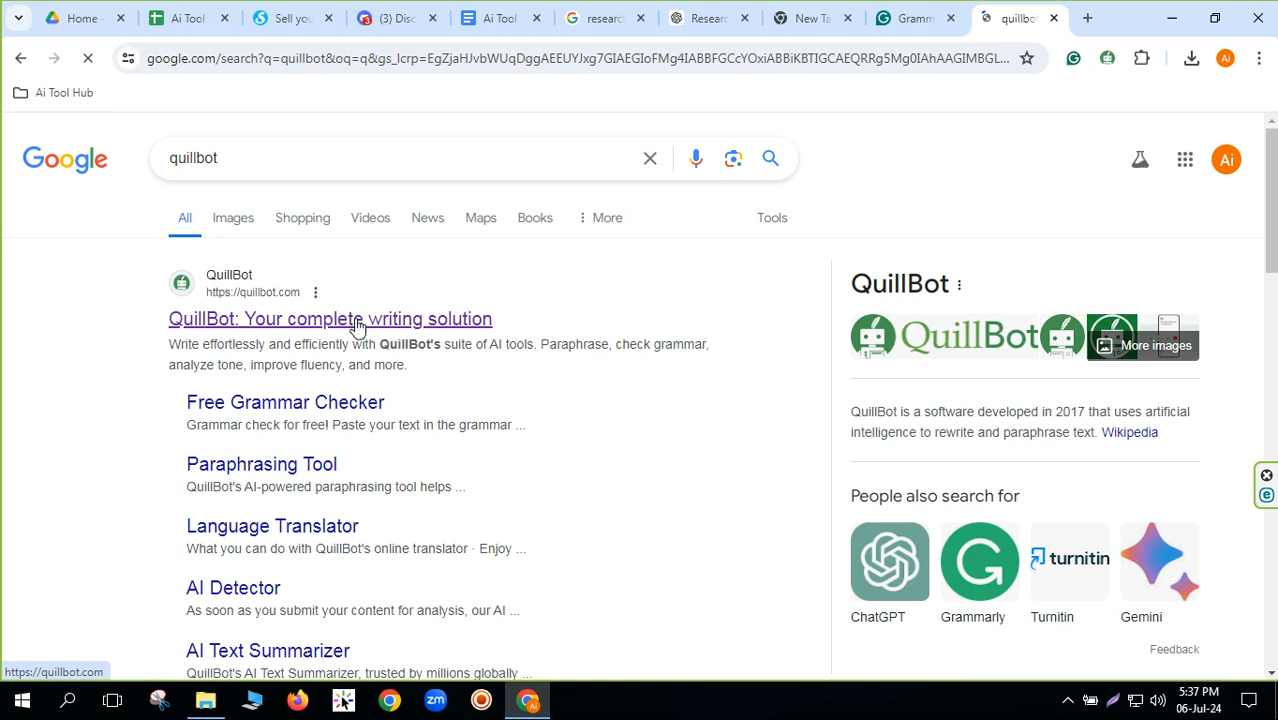 Home -
Ai Tool
Sell you
(3) Disc
Ai Tool
research
Researc
New Ta
Gramm
quillbot
google.com/search?q=quillbot&oq=q&gs_lcrp=EgZjaHJvbWUqDggAEEUYJxg7GIAEGIoFMg4IABBFGCcYOxiABBiKBTIGCAEQRRg5Mg0IAhAAGIMBGL...
Ai
Ai Tool Hub
Google
quillbot
Ai
All
Images
Shopping
Videos
News
Maps
Books
More
Tools
QuillBot
https://quillbot.com
QuillBot: Your complete writing solution
Write effortlessly and efficiently with QuillBot's suite of AI tools. Paraphrase, check grammar,
analyze tone, improve fluency, and more.
Free Grammar Checker
Grammar check for free! Paste your text in the grammar ...
Paraphrasing Tool
QuillBot's AI-powered paraphrasing tool helps ...
Language Translator
What you can do with QuillBot's online translator · Enjoy ...
AI Detector
As soon as you submit your content for analysis, our AI ...
AI Text Summarizer
QuillBot's AI Text Summarizer, trusted by millions globally ...
QuillBot
QuillBot
More images
QuillBot is a software developed in 2017 that uses artificial
intelligence to rewrite and paraphrase text. Wikipedia
People also search for
turnitin
ChatGPT
Grammarly
Turnitin
Gemini
Feedback
https://quillbot.com
zm
Ai
5:37 PM
06-Jul-24